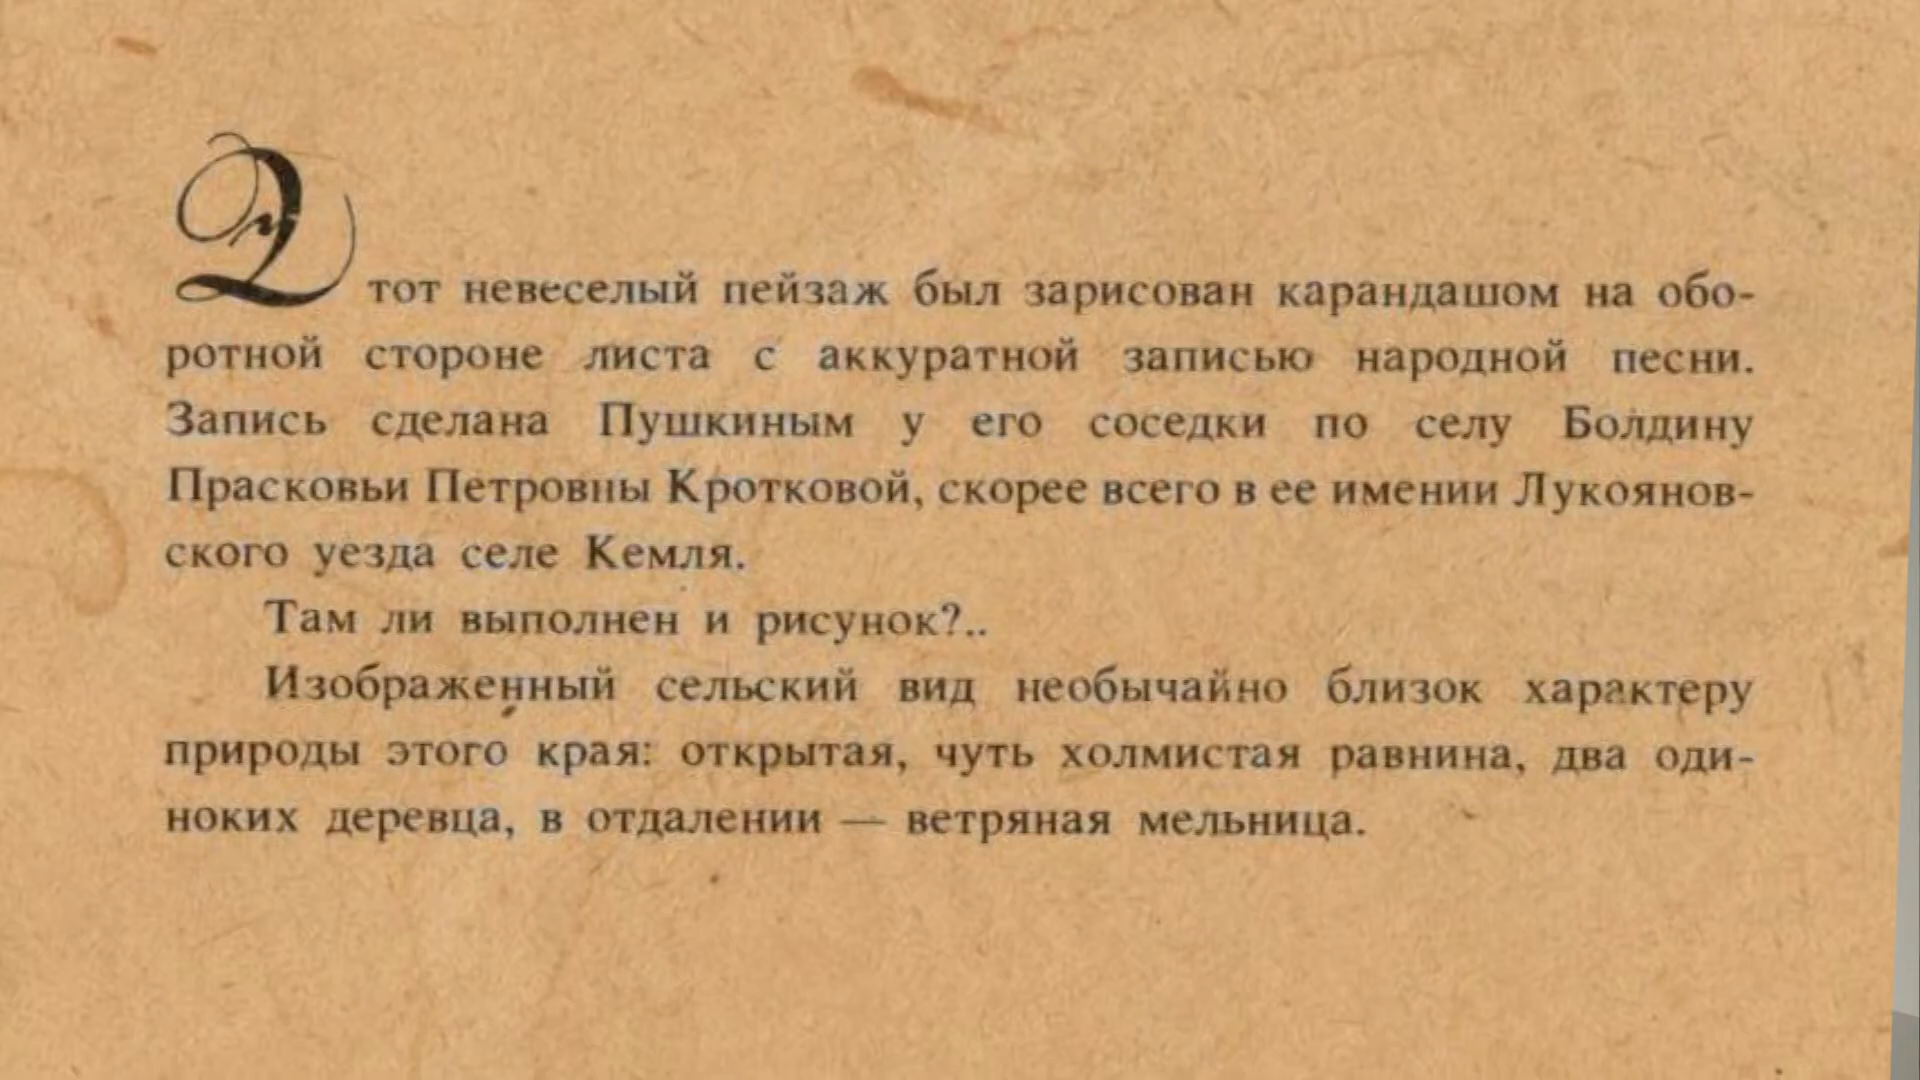 Этот невеселый пейзаж был зарисован карандашом на обо-
ротной стороне листа с аккуратной записью народной песни.
Запись сделана Пушкиным у его соседки по селу Болдину
Прасковьи Петровны Кротковой, скорее всего в ее имении Лукоянов-
ского уезда селе Кемля.
Там ли выполнен и рисунок?..
Изображенный сельский вид необычайно близок характеру
природы этого края: открытая, чуть холмистая равнина, два оди-
ноких деревца, в отдалении — ветряная мельница.